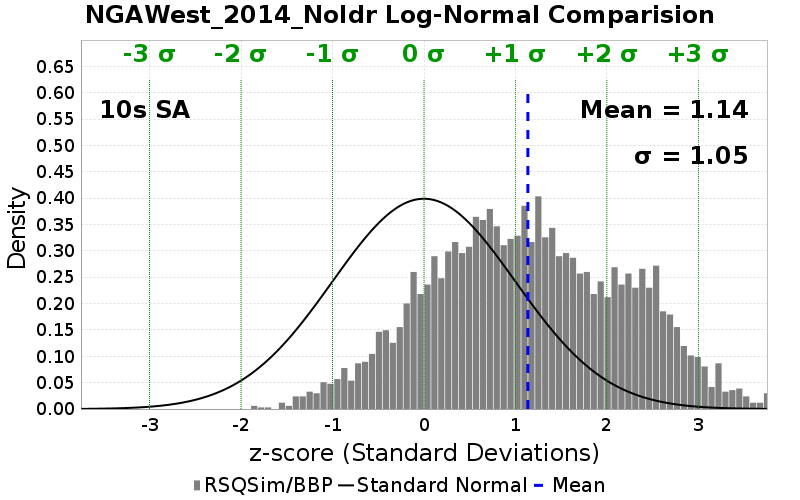 NGAWest_2014_NoIdr Log-Normal Comparision
-3 σ -2 σ -1 σ 0 σ +1 σ +2 σ +3 σ
10s SA
Mean = 1.14
σ = 1.05
0.65
0.60
0.55
0.50
0.45
0.40
0.35
0.30
0.25
0.20
0.15
0.10
0.05
0.00
Density
-3 -2 -1 0 1 2 3
z-score (Standard Deviations)
RSQSim/BBP Standard Normal Mean